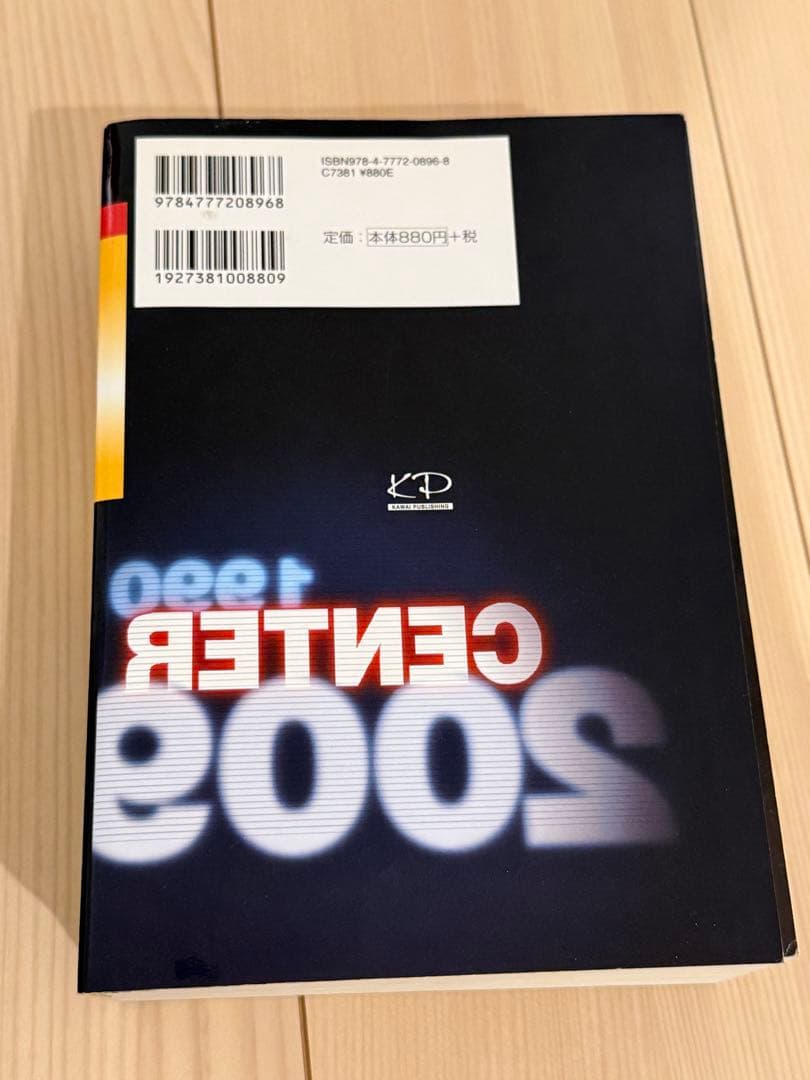 ISBN978-4-7772-0896-8
C7381 ¥880E
9784777208968
定価：本体880円＋税
1927381008809
KP
KAWAI PUBLISHING
1990
CENTER
2009